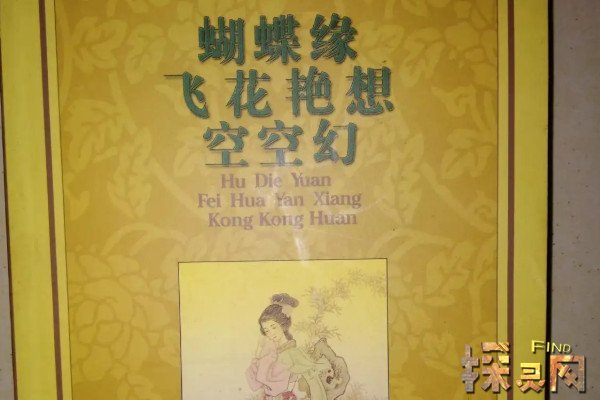 蝴蝶缘
飞花艳想
空空幻
Hu Die Yuan
Fei Hua Yan Xiang
Kong Kong Huan
FIND
探灵网